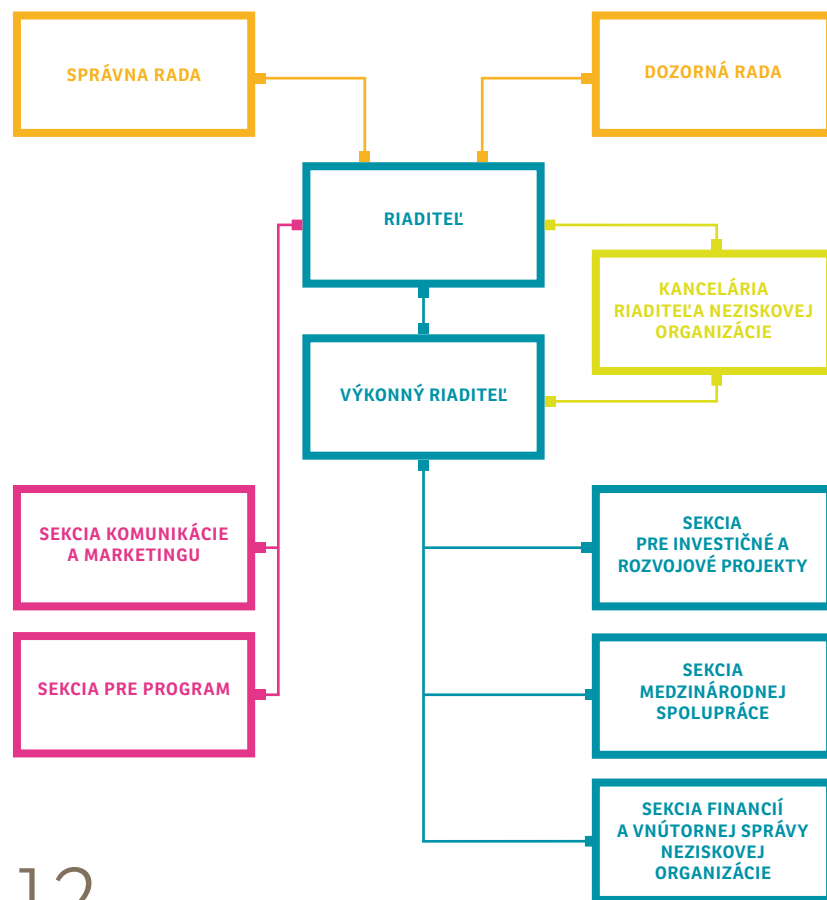 SPRÁVNA RADA
DOZORNÁ RADA
RIADITEĽ
KANCELÁRIA
RIADITEĽA NEZISKOVEJ
ORGANIZÁCIE
VÝKONNÝ RIADITEĽ
SEKCIA KOMUNIKÁCIE
A MARKETINGU
SEKCIA
PRE INVESTIČNÉ A
ROZVOJOVÉ PROJEKTY
SEKCIA PRE PROGRAM
SEKCIA
MEDZINÁRODNEJ
SPOLUPRÁCE
SEKCIA FINANCIÍ
A VNÚTORNEJ SPRÁVY
NEZISKOVEJ
ORGANIZÁCIE
12